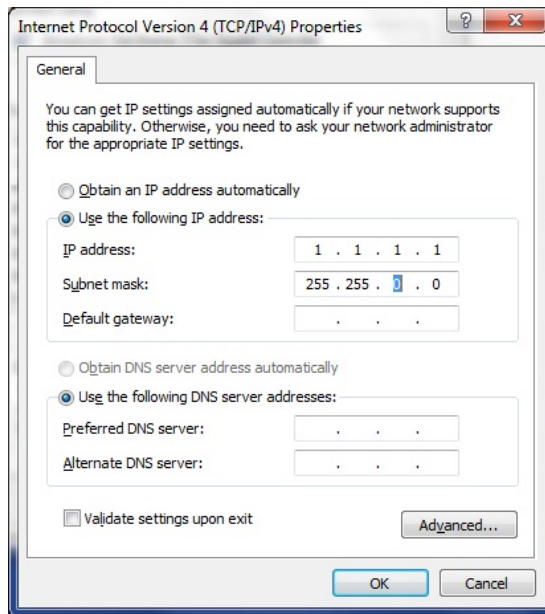 Internet Protocol Version 4 (TCP/IPv4) Properties
General
You can get IP settings assigned automatically if your network supports
this capability. Otherwise, you need to ask your network administrator
for the appropriate IP settings.
Obtain an IP address automatically
Use the following IP address:
IP address: 1 . 1 . 1 . 1
Subnet mask: 255 . 255 . 0 . 0
Default gateway: . . .
Obtain DNS server address automatically
Use the following DNS server addresses:
Preferred DNS server: . . .
Alternate DNS server: . . .
Validate settings upon exit
Advanced...
OK Cancel